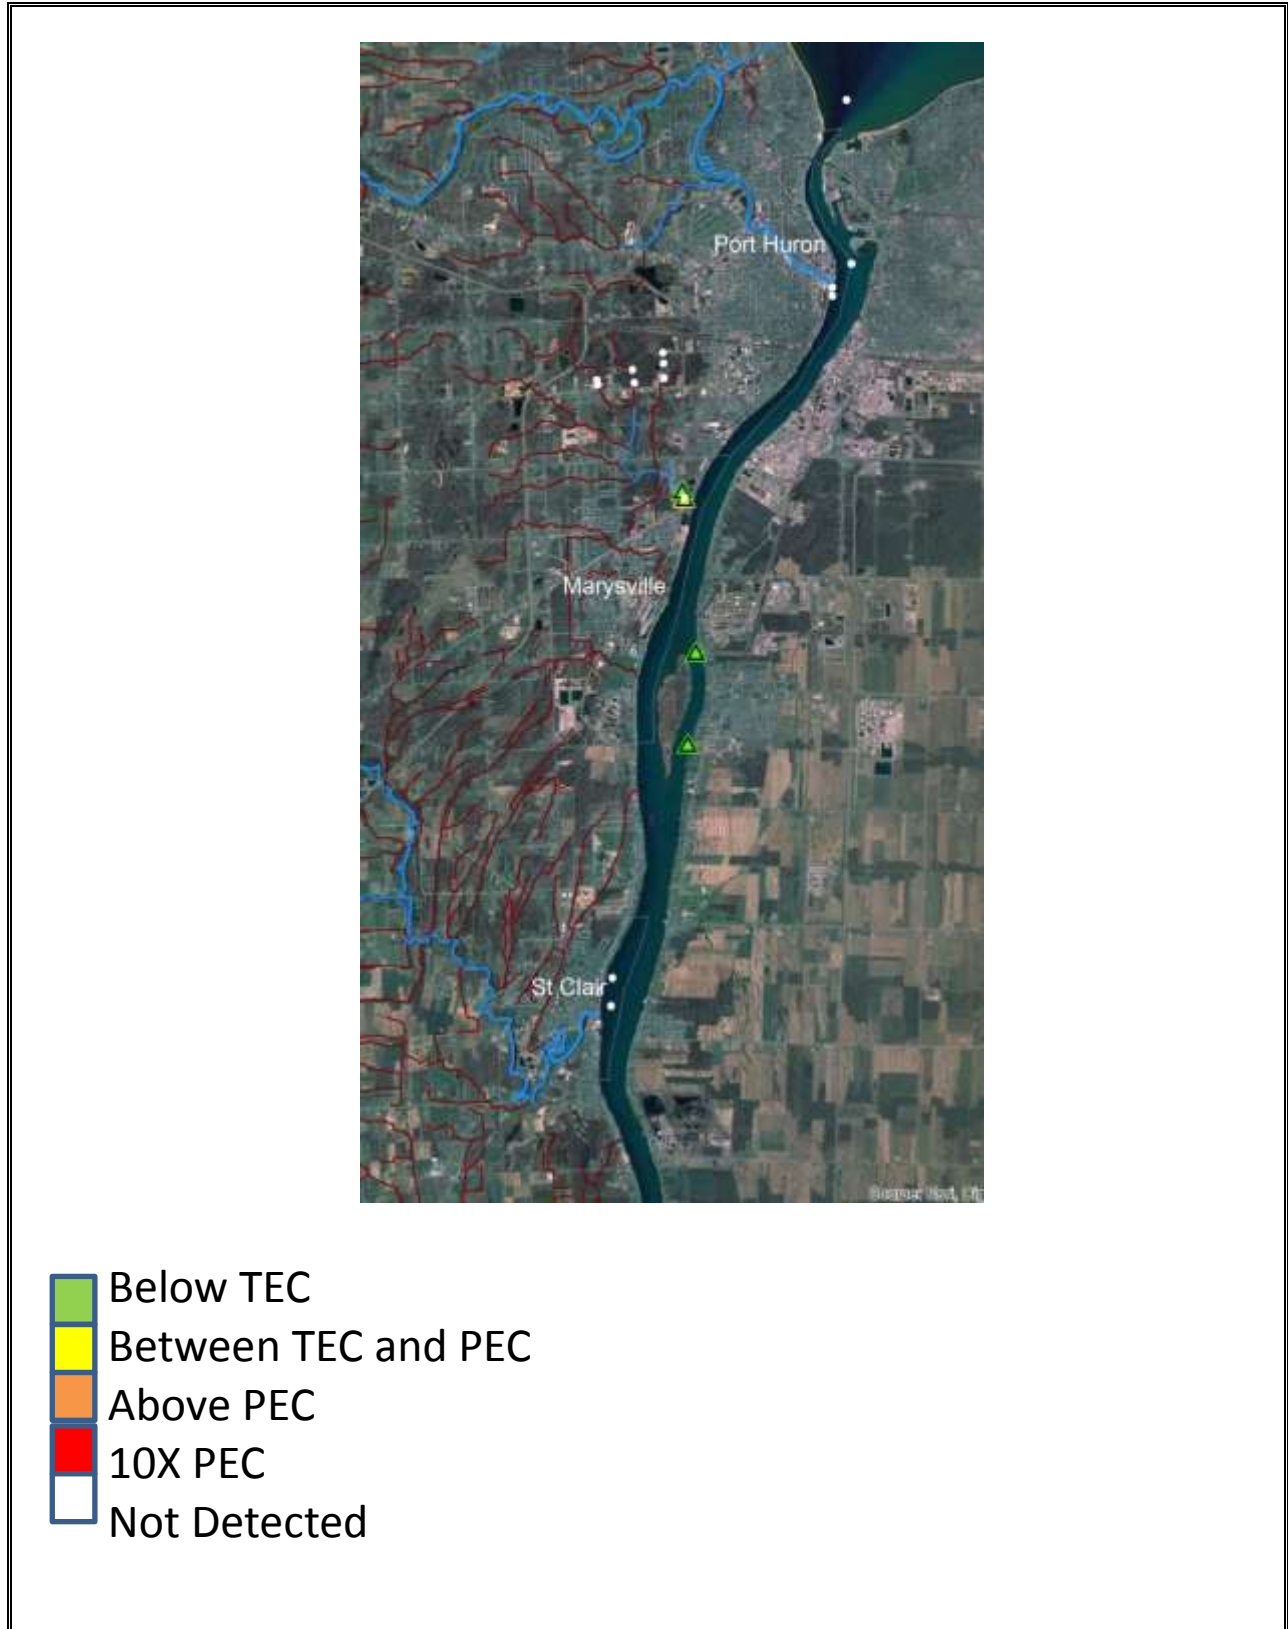 Port Huron
Marysville
St Clair
Below TEC
Between TEC and PEC
Above PEC
10X PEC
Not Detected